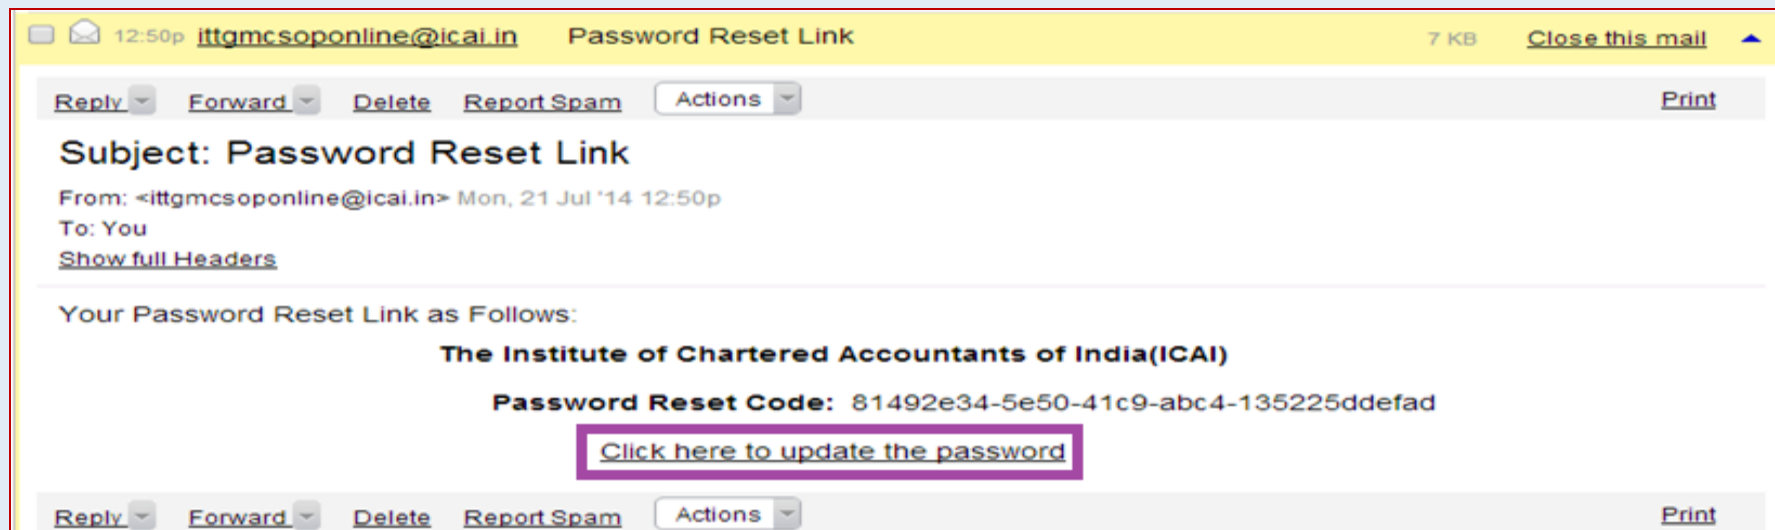 12:50p ittgmcsoponline@icai.in Password Reset Link 7 KB Close this mail
Reply Forward Delete Report Spam Actions Print
Subject: Password Reset Link
From: <ittgmcsoponline@icai.in> Mon, 21 Jul '14 12:50p
To: You
Show full Headers
Your Password Reset Link as Follows:
The Institute of Chartered Accountants of India(ICAI)
Password Reset Code: 81492e34-5e50-41c9-abc4-135225ddefad
Click here to update the password
Reply Forward Delete Report Spam Actions Print